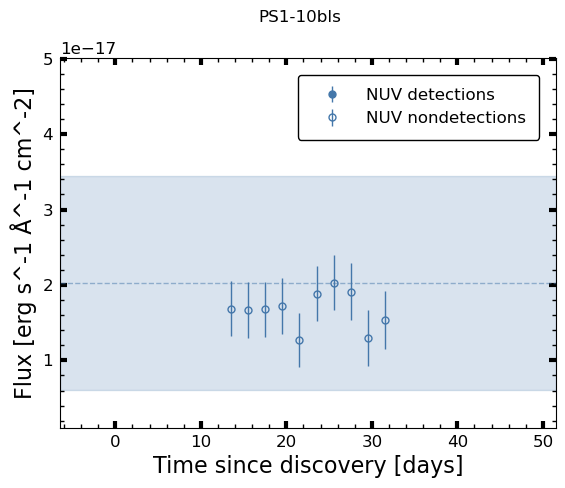 PS1-10bls
1e−17
NUV detections
NUV nondetections
5
4
3
2
1
Flux [erg s^-1 Å^-1 cm^-2]
0 10 20 30 40 50
Time since discovery [days]